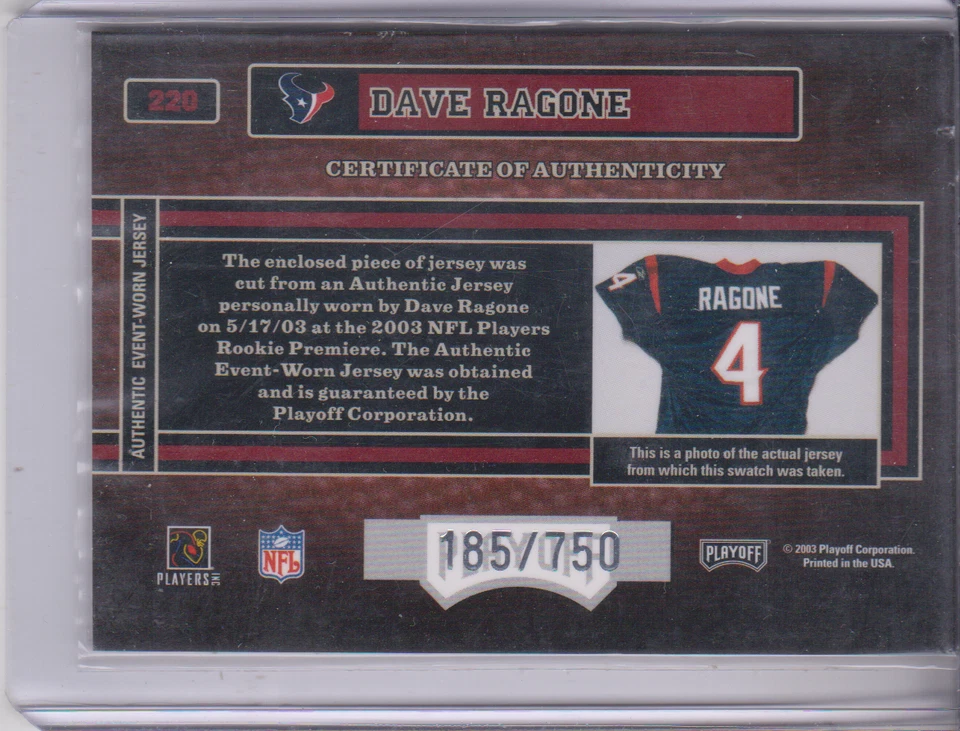 220
DAVE RAGONE
CERTIFICATE OF AUTHENTICITY
AUTHENTIC EVENT-WORN JERSEY
The enclosed piece of jersey was
cut from an Authentic Jersey
personally worn by Dave Ragone
on 5/17/03 at the 2003 NFL Players
Rookie Premiere. The Authentic
Event-Worn Jersey was obtained
and is guaranteed by the
Playoff Corporation.
4
RAGONE
4
This is a photo of the actual jersey
from which this swatch was taken.
PLAYERS INC
NFL
PLAYOFF
185/750
PLAYOFF
© 2003 Playoff Corporation.
Printed in the USA.